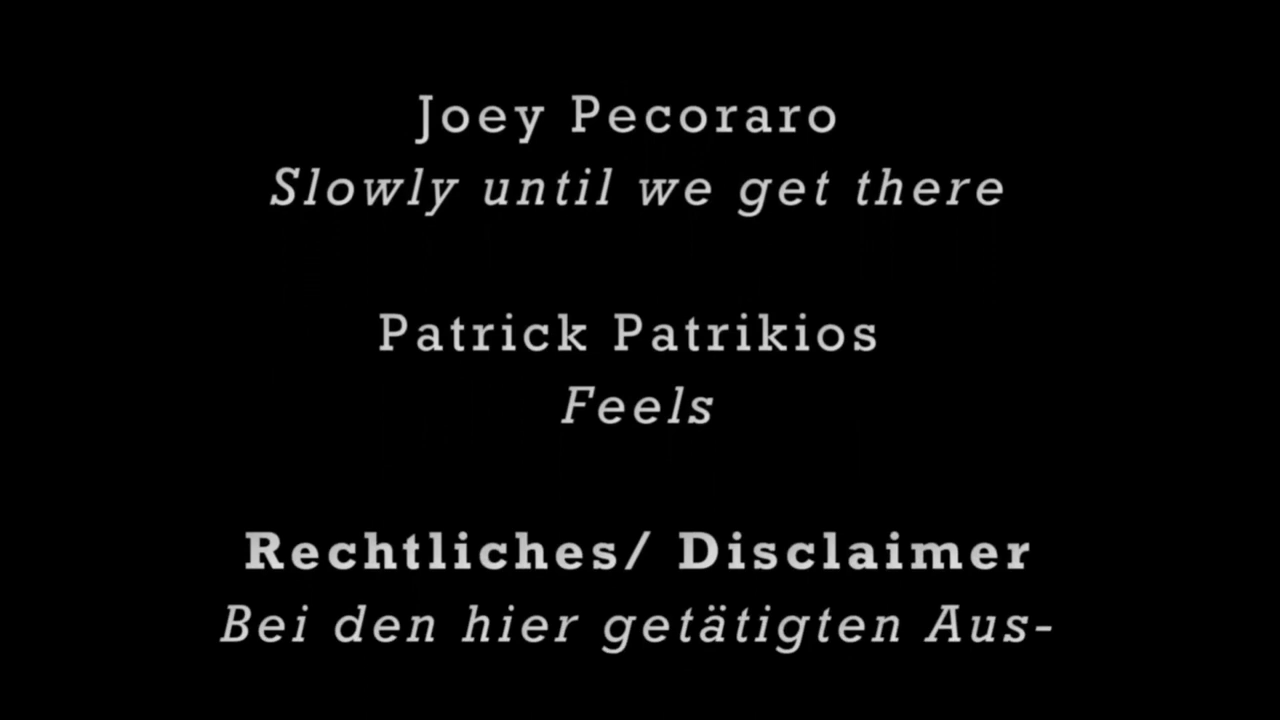 Joey Pecoraro
Slowly until we get there
Patrick Patrikios
Feels
Rechtliches/ Disclaimer
Bei den hier getätigten Aus-